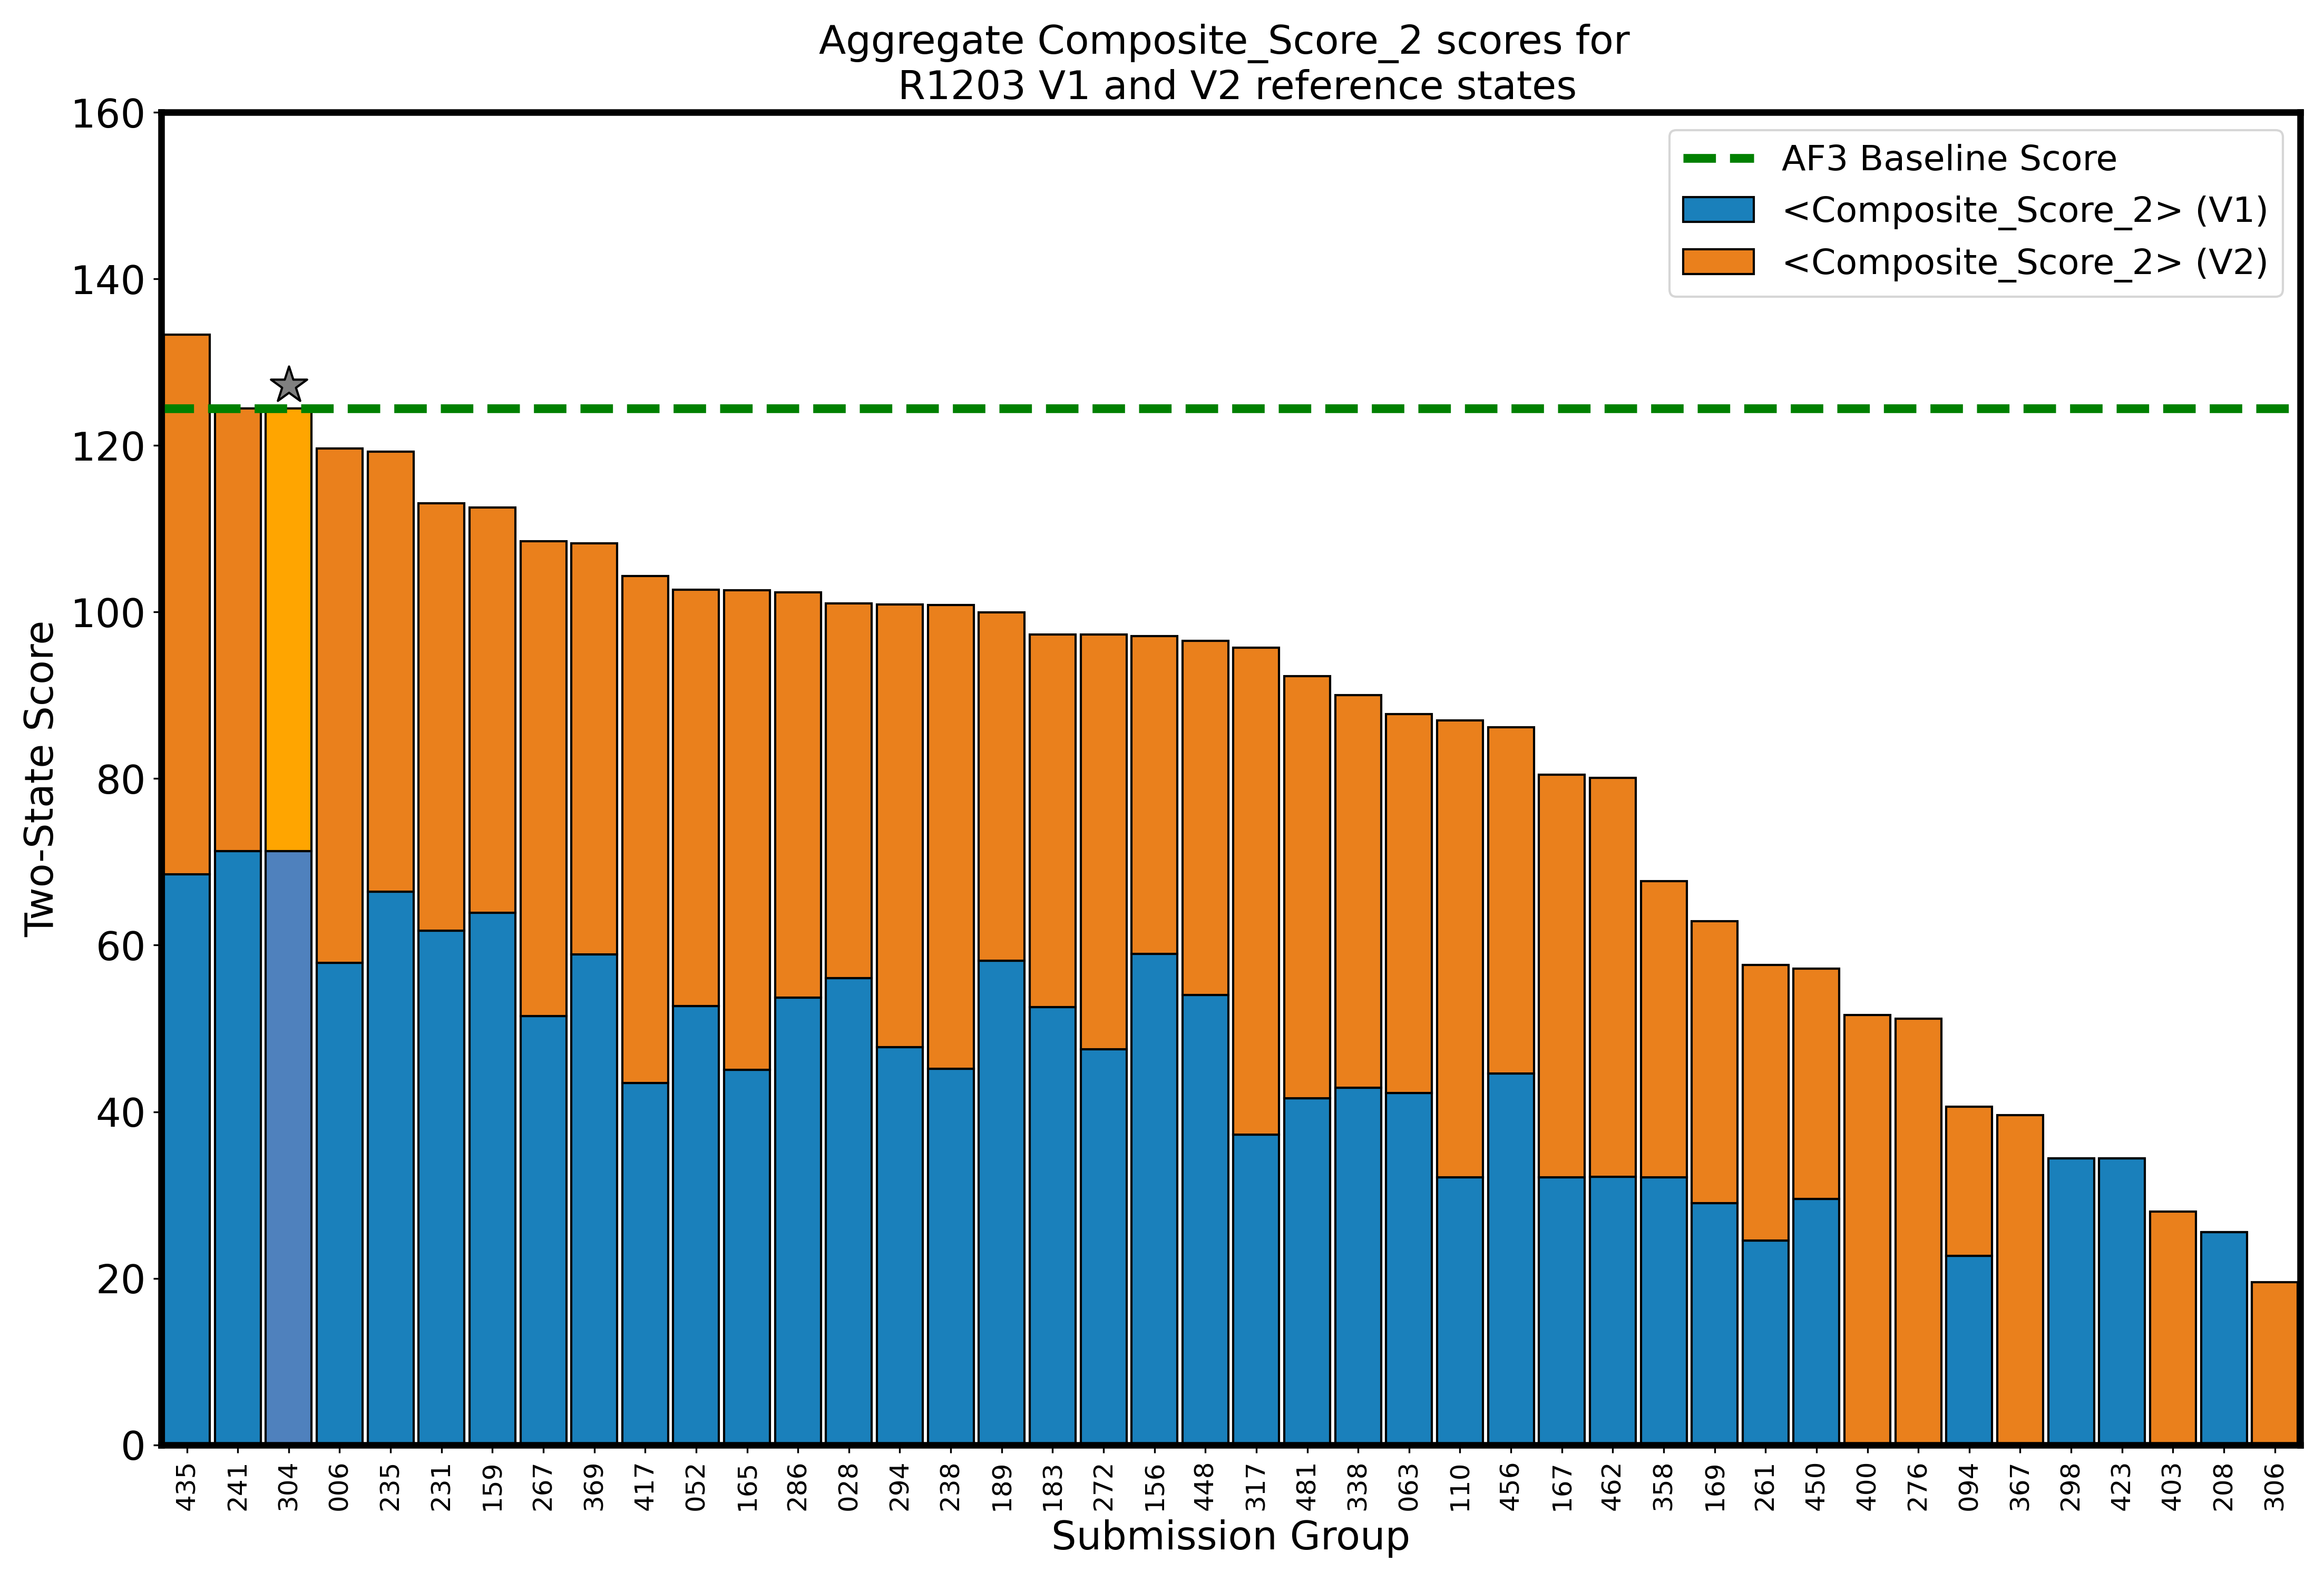 Aggregate Composite_Score_2 scores for
R1203 V1 and V2 reference states
160
140
120
100
80
60
40
20
0
Two-State Score
AF3 Baseline Score
<Composite_Score_2> (V1)
<Composite_Score_2> (V2)
435 241 304 006 235 231 159 267 369 417 052 165 286 028 294 238 189 183 272 156 448 317 481 338 063 110 456 167 462 358 169 261 450 400 276 094 367 298 423 403 208 306
Submission Group